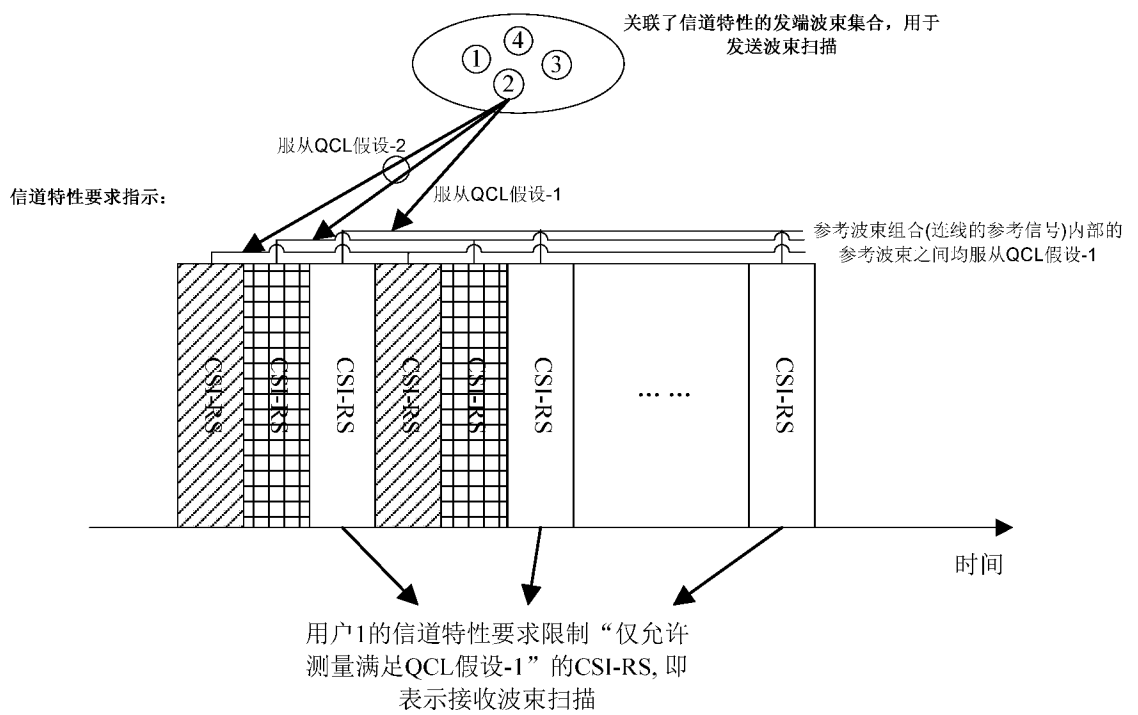 关联了信道特性的发端波束集合，用于
发送波束扫描
④
①
③
②
服从QCL假设-2
服从QCL假设-1
信道特性要求指示：
参考波束组合(连线的参考信号)内部的
参考波束之间均服从QCL假设-1
CSI-RS
CSI-RS
CSI-RS
CSI-RS
CSI-RS
CSI-RS
... ...
CSI-RS
时间
用户1的信道特性要求限制“仅允许
测量满足QCL假设-1”的CSI-RS, 即
表示接收波束扫描